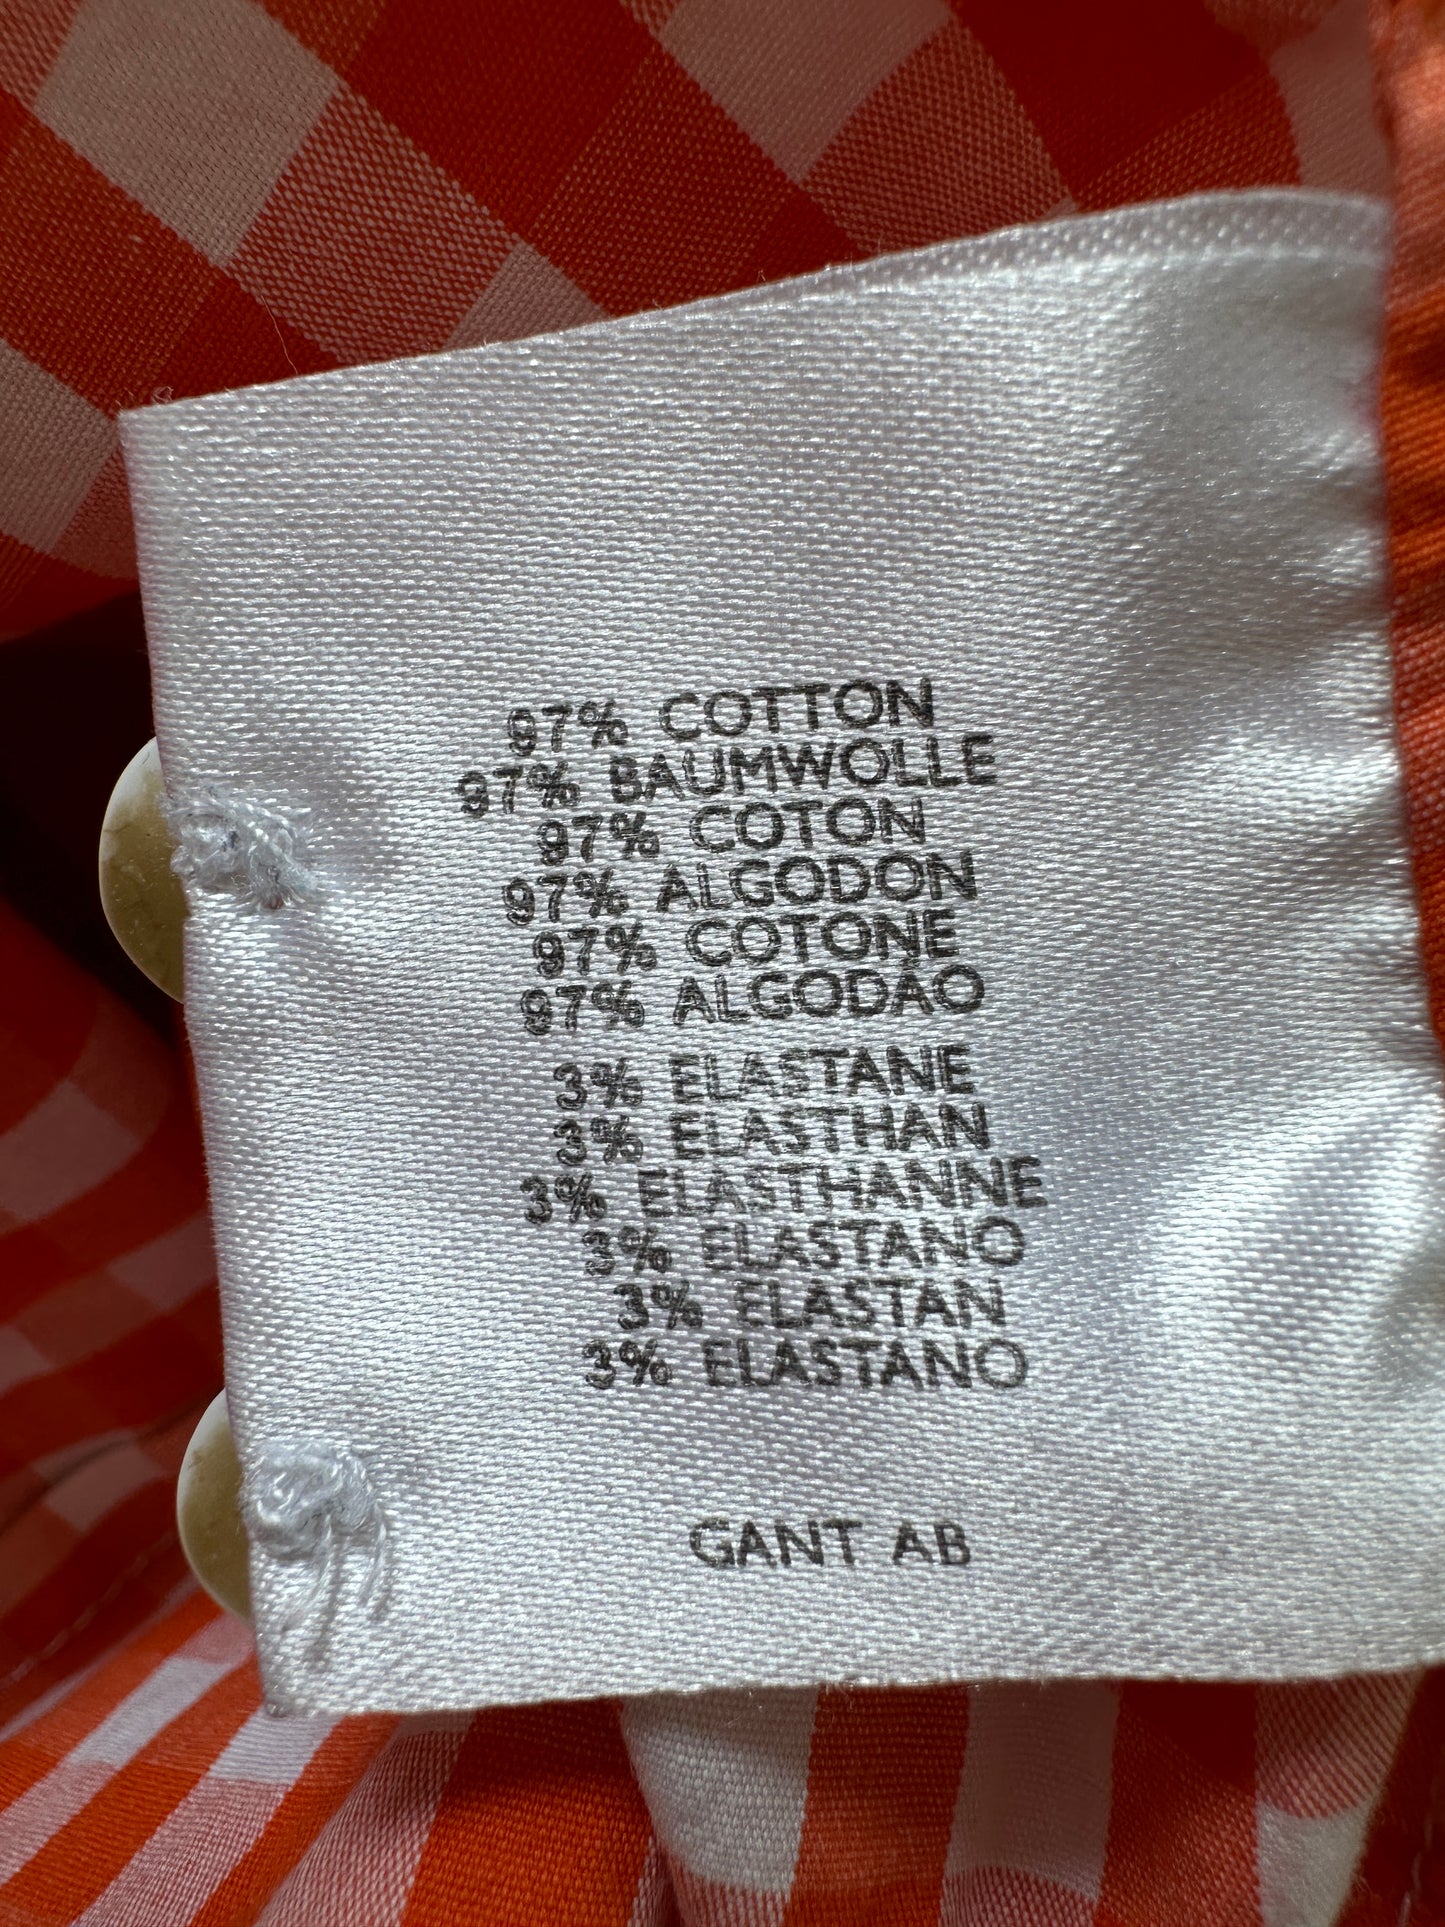 97% COTTON
97% BAUMWOLLE
97% COTON
97% ALGODON
97% COTONE
97% ALGODÃO
3% ELASTANE
3% ELASTHAN
3% ELASTHANNE
3% ELASTANO
3% ELASTAN
3% ELASTANO
GANT AB